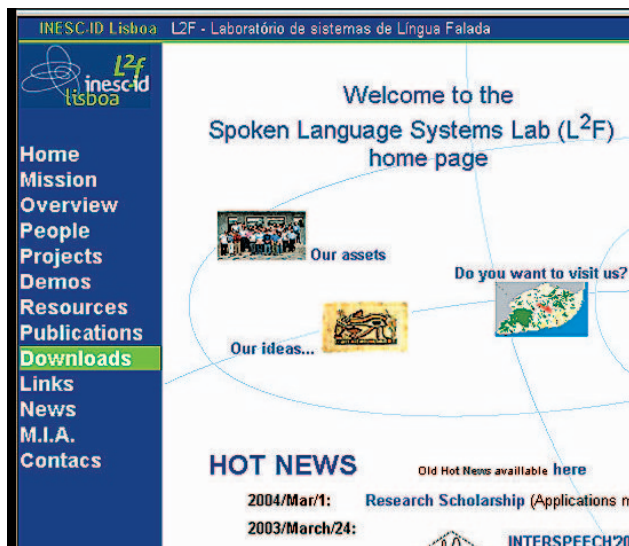 INESC-ID Lisboa L2F - Laboratório de sistemas de Língua Falada
L2f
inesc-id
lisboa
Welcome to the
Spoken Language Systems Lab (L2F)
home page
Home
Mission
Overview
People
Projects
Demos
Resources
Publications
Downloads
Links
News
M.I.A.
Contacs
Our assets
Do you want to visit us?
Our ideas...
HOT NEWS Old Hot News availlable here
2004/Mar/1: Research Scholarship (Applications
2003/March/24:
INTERSPEECH'20